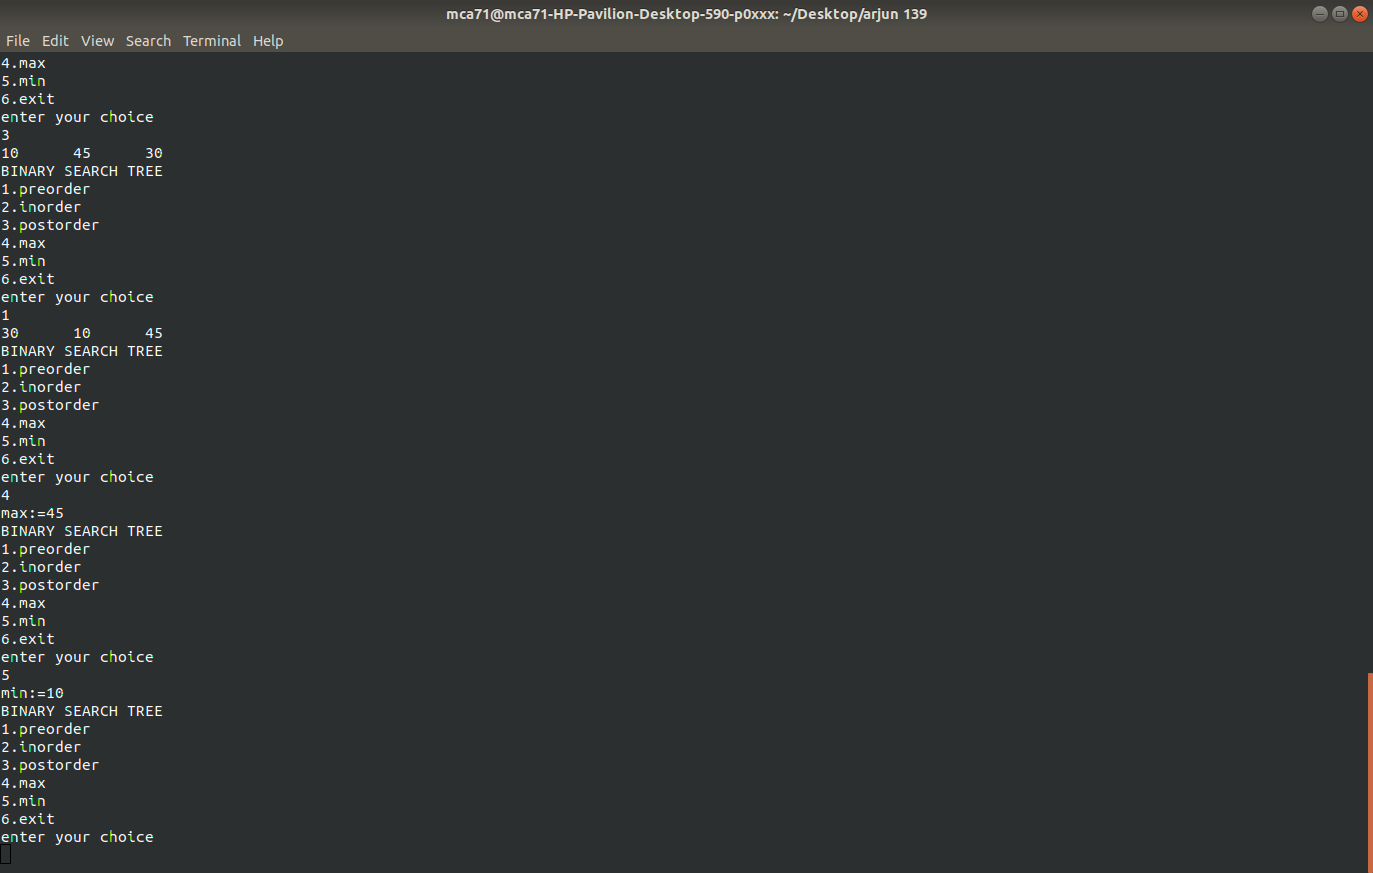 mca71@mca71-HP-Pavilion-Desktop-590-p0xxx: ~/Desktop/arjun 139
File Edit View Search Terminal Help
4.max
5.min
6.exit
enter your choice
3
10 45 30
BINARY SEARCH TREE
1.preorder
2.inorder
3.postorder
4.max
5.min
6.exit
enter your choice
1
30 10 45
BINARY SEARCH TREE
1.preorder
2.inorder
3.postorder
4.max
5.min
6.exit
enter your choice
4
max:=45
BINARY SEARCH TREE
1.preorder
2.inorder
3.postorder
4.max
5.min
6.exit
enter your choice
5
min:=10
BINARY SEARCH TREE
1.preorder
2.inorder
3.postorder
4.max
5.min
6.exit
enter your choice